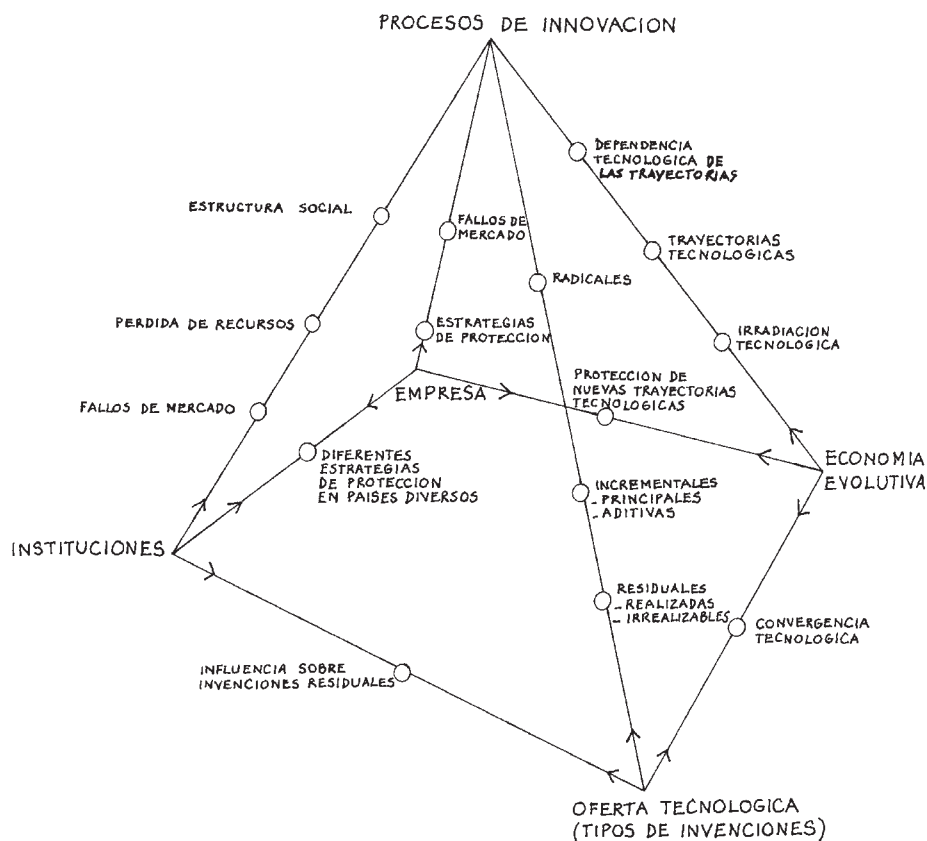 PROCESOS DE INNOVACION
DEPENDENCIA
TECNOLOGICA DE
LAS TRAYECTORIAS
ESTRUCTURA SOCIAL
FALLOS DE
MERCADO
TRAYECTORIAS
TECNOLOGICAS
RADICALES
PERDIDA DE RECURSOS
ESTRATEGIAS
DE PROTECCION
IRRADIACION
TECNOLOGICA
EMPRESA
PROTECCION DE
NUEVAS TRAYECTORIAS
TECNOLOGICAS
FALLOS DE MERCADO
DIFERENTES
ESTRATEGIAS
DE PROTECCION
EN PAISES DIVERSOS
ECONOMIA
EVOLUTIVA
INCREMENTALES
- PRINCIPALES
- ADITIVAS
INSTITUCIONES
RESIDUALES
- REALIZADAS
- IRREALIZABLES
CONVERGENCIA
TECNOLOGICA
INFLUENCIA SOBRE
INVENCIONES RESIDUALES
OFERTA TECNOLOGICA
(TIPOS DE INVENCIONES)